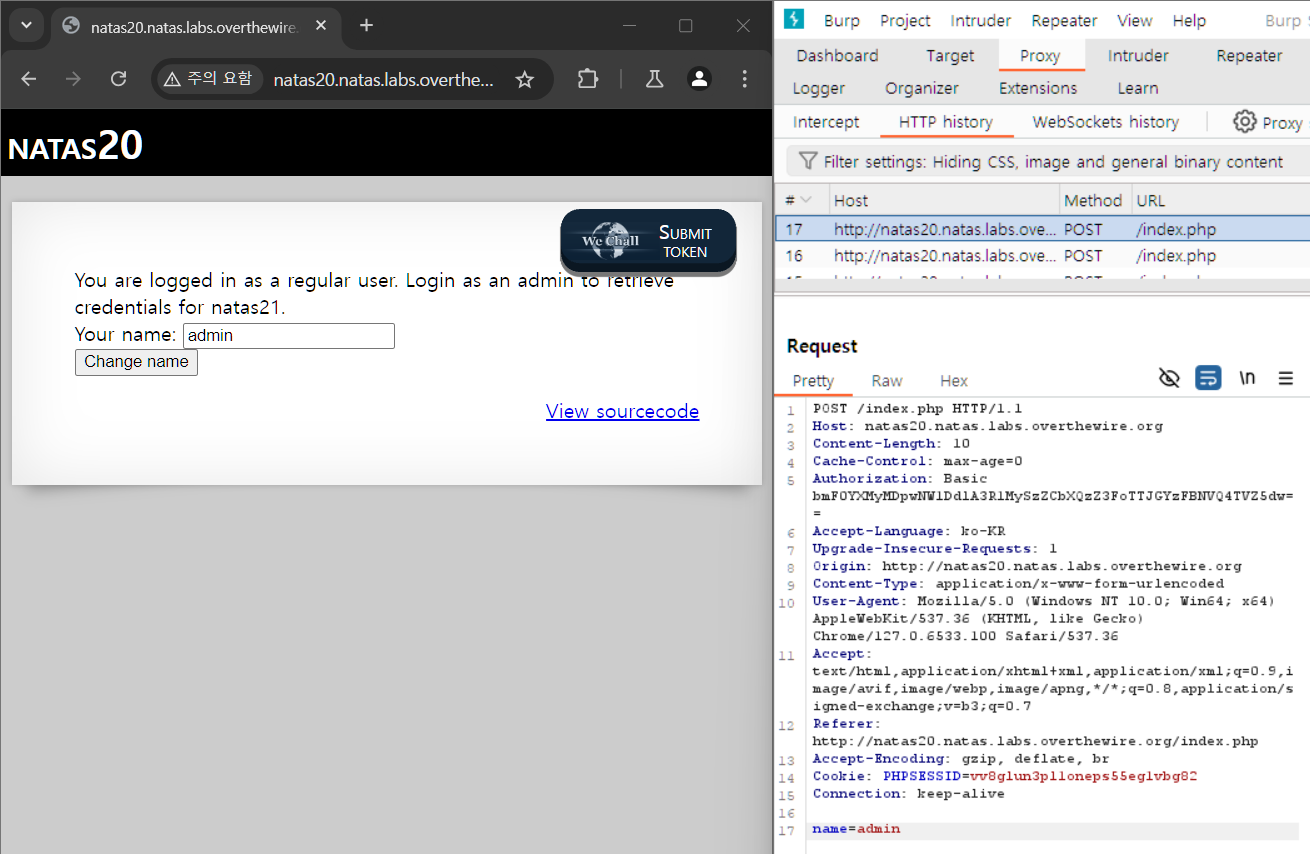 natas20.natas.labs.overthewire.
주의 요함
natas20.natas.labs.overthe...
NATAS20
We Chall
SUBMIT
TOKEN
You are logged in as a regular user. Login as an admin to retrieve
credentials for natas21.
Your name: admin
Change name
View sourcecode
Burp Project Intruder Repeater View Help Burp
Dashboard Target Proxy Intruder Repeater
Logger Organizer Extensions Learn
Intercept HTTP history WebSockets history Proxy
Filter settings: Hiding CSS, image and general binary content
# Host Method URL
17 http://natas20.natas.labs.ove... POST /index.php
16 http://natas20.natas.labs.ove... POST /index.php
Request
Pretty Raw Hex
\n
1 POST /index.php HTTP/1.1
2 Host: natas20.natas.labs.overthewire.org
3 Content-Length: 10
4 Cache-Control: max-age=0
5 Authorization: Basic
=
6 Accept-Language: ko-KR
7 Upgrade-Insecure-Requests: 1
8 Origin: http://natas20.natas.labs.overthewire.org
9 Content-Type: application/x-www-form-urlencoded
10 User-Agent: Mozilla/5.0 (Windows NT 10.0; Win64; x64)
AppleWebKit/537.36 (KHTML, like Gecko)
Chrome/127.0.6533.100 Safari/537.36
11 Accept:
text/html,application/xhtml+xml,application/xml;q=0.9,i
mage/avif,image/webp,image/apng,*/*;q=0.8,application/s
igned-exchange;v=b3;q=0.7
12 Referer:
http://natas20.natas.labs.overthewire.org/index.php
13 Accept-Encoding: gzip, deflate, br
14 Cookie: PHPSESSID=
15 Connection: keep-alive
16
17 name=admin